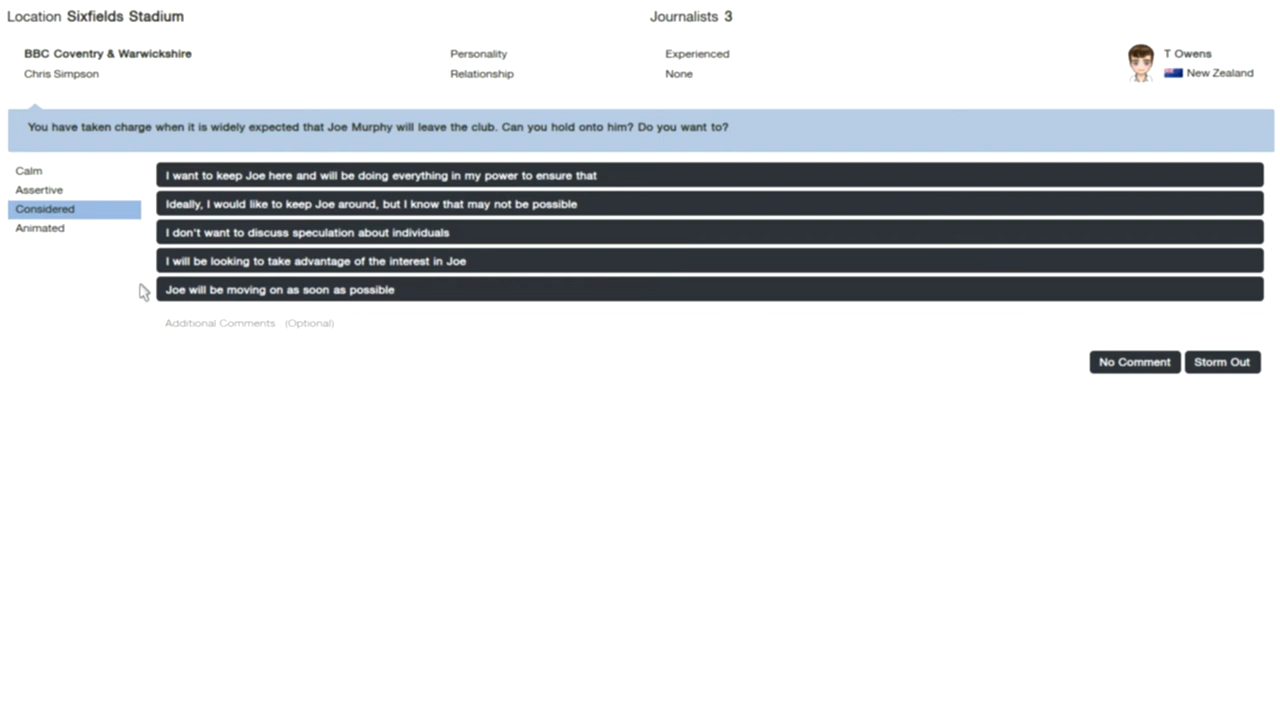 Location Sixfields Stadium Journalists 3
BBC Coventry & Warwickshire Personality Experienced T Owens
Chris Simpson Relationship None New Zealand
You have taken charge when it is widely expected that Joe Murphy will leave the club. Can you hold onto him? Do you want to?
Calm
Assertive
Considered
Animated
I want to keep Joe here and will be doing everything in my power to ensure that
Ideally, I would like to keep Joe around, but I know that may not be possible
I don't want to discuss speculation about individuals
I will be looking to take advantage of the interest in Joe
Joe will be moving on as soon as possible
Additional Comments (Optional)
No Comment Storm Out